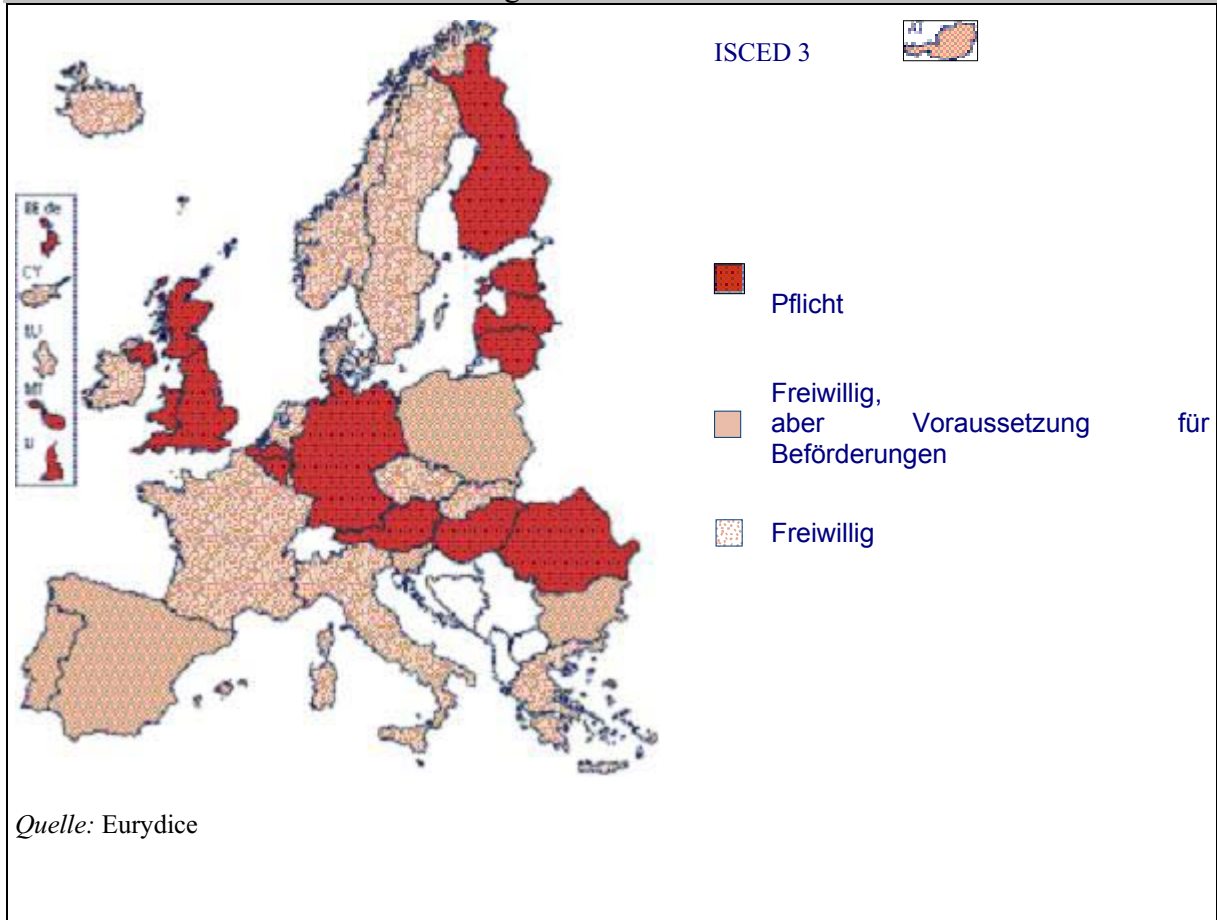 ISCED 3
AT
BE de
CY
LU
MT
LI
Pflicht
Freiwillig,
aber Voraussetzung für
Beförderungen
Freiwillig
Quelle: Eurydice